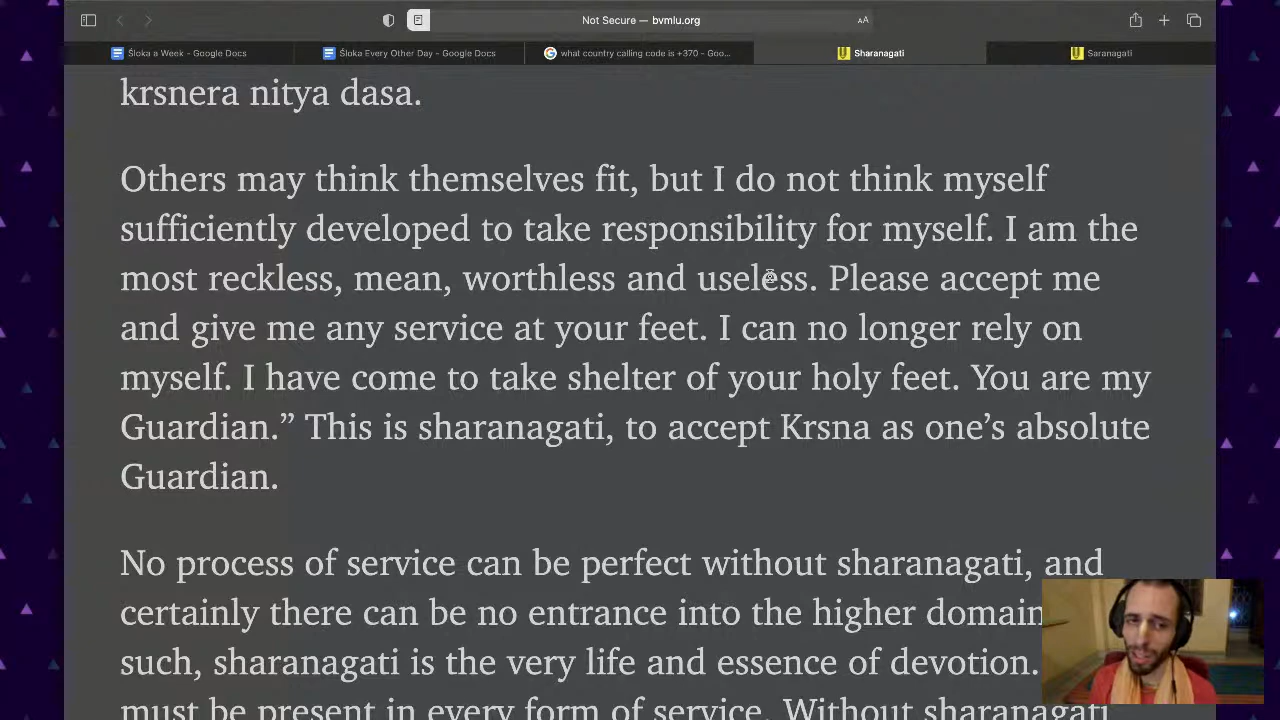 Not Secure — bvmlu.org
AA
Śloka a Week - Google Docs
Śloka Every Other Day - Google Docs
what country calling code is +370 - Goo...
Sharanagati
Saranagati
krsnera nitya dasa.
Others may think themselves fit, but I do not think myself
sufficiently developed to take responsibility for myself. I am the
most reckless, mean, worthless and useless. Please accept me
and give me any service at your feet. I can no longer rely on
myself. I have come to take shelter of your holy feet. You are my
Guardian.” This is sharanagati, to accept Krsna as one’s absolute
Guardian.
No process of service can be perfect without sharanagati, and
certainly there can be no entrance into the higher domain
such, sharanagati is the very life and essence of devotion.
must be present in every form of service. Without sharanagati